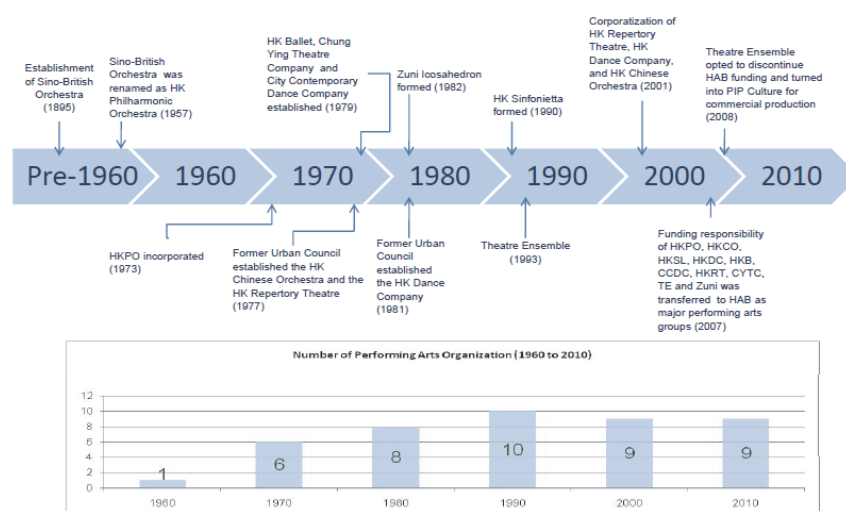 Establishment
of Sino-British
Orchestra
(1895)
Sino-British
Orchestra was
renamed as HK
Philharmonic
Orchestra (1957)
HK Ballet, Chung
Ying Theatre
Company and
City Contemporary
Dance Company
established (1979)
Zuni Icosahedron
formed (1982)
HK Sinfonietta
formed (1990)
Corporatization of
HK Repertory
Theatre, HK
Dance Company,
and HK Chinese
Orchestra (2001)
Theatre Ensemble
opted to discontinue
HAB funding and turned
into PIP Culture for
commercial production
(2008)
Pre-1960
1960
1970
1980
1990
2000
2010
HKPO incorporated
(1973)
Former Urban Council
established the HK
Chinese Orchestra and the
HK Repertory Theatre
(1977)
Former Urban
Council
established
the HK Dance
Company
(1981)
Theatre Ensemble
(1993)
Funding responsibility
of HKPO, HKCO,
HKSL, HKDC, HKB,
CCDC, HKRT, CYTC,
TE and Zuni was
transferred to HAB as
major performing arts
groups (2007)
Number of Performing Arts Organization (1960 to 2010)
12
10
8
6
4
2
0
1
6
8
10
9
9
1960
1970
1980
1990
2000
2010